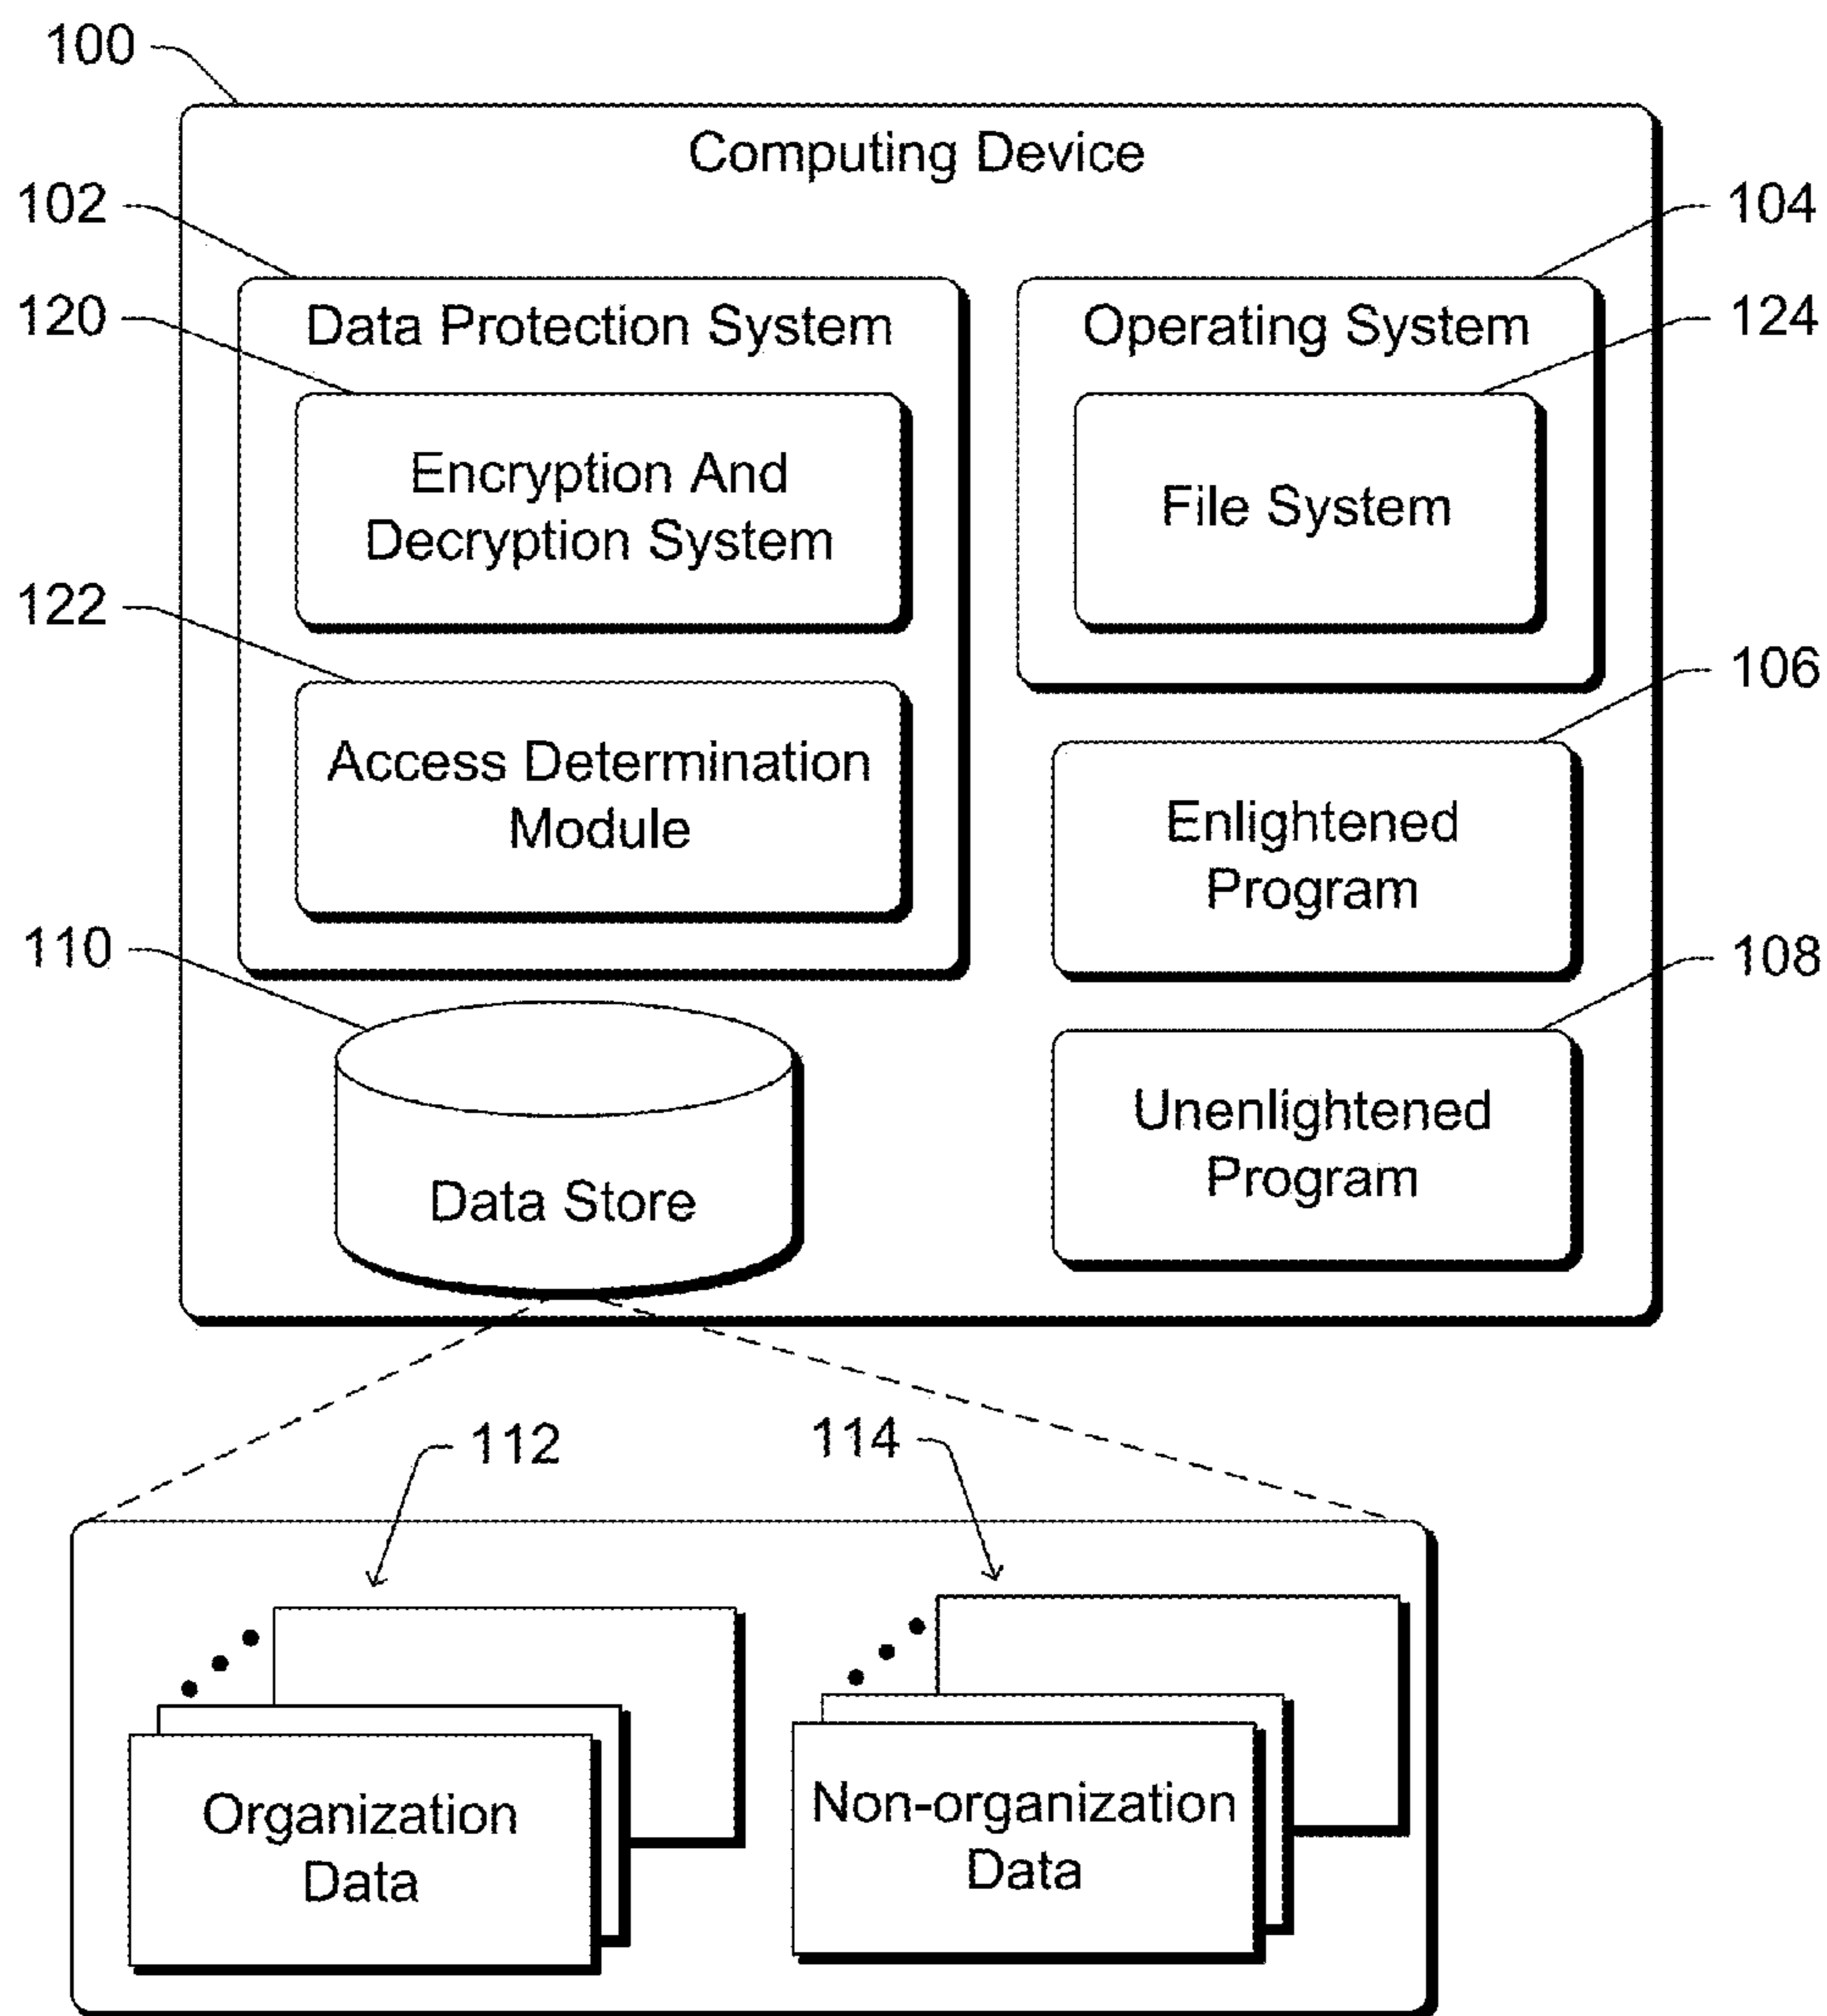 100
Computing Device
102
104
120
Data Protection System
Operating System
124
Encryption And
Decryption System
File System
122
106
Access Determination
Module
Enlightened
Program
110
108
Unenlightened
Program
Data Store
112
114
Organization
Data
Non-organization
Data